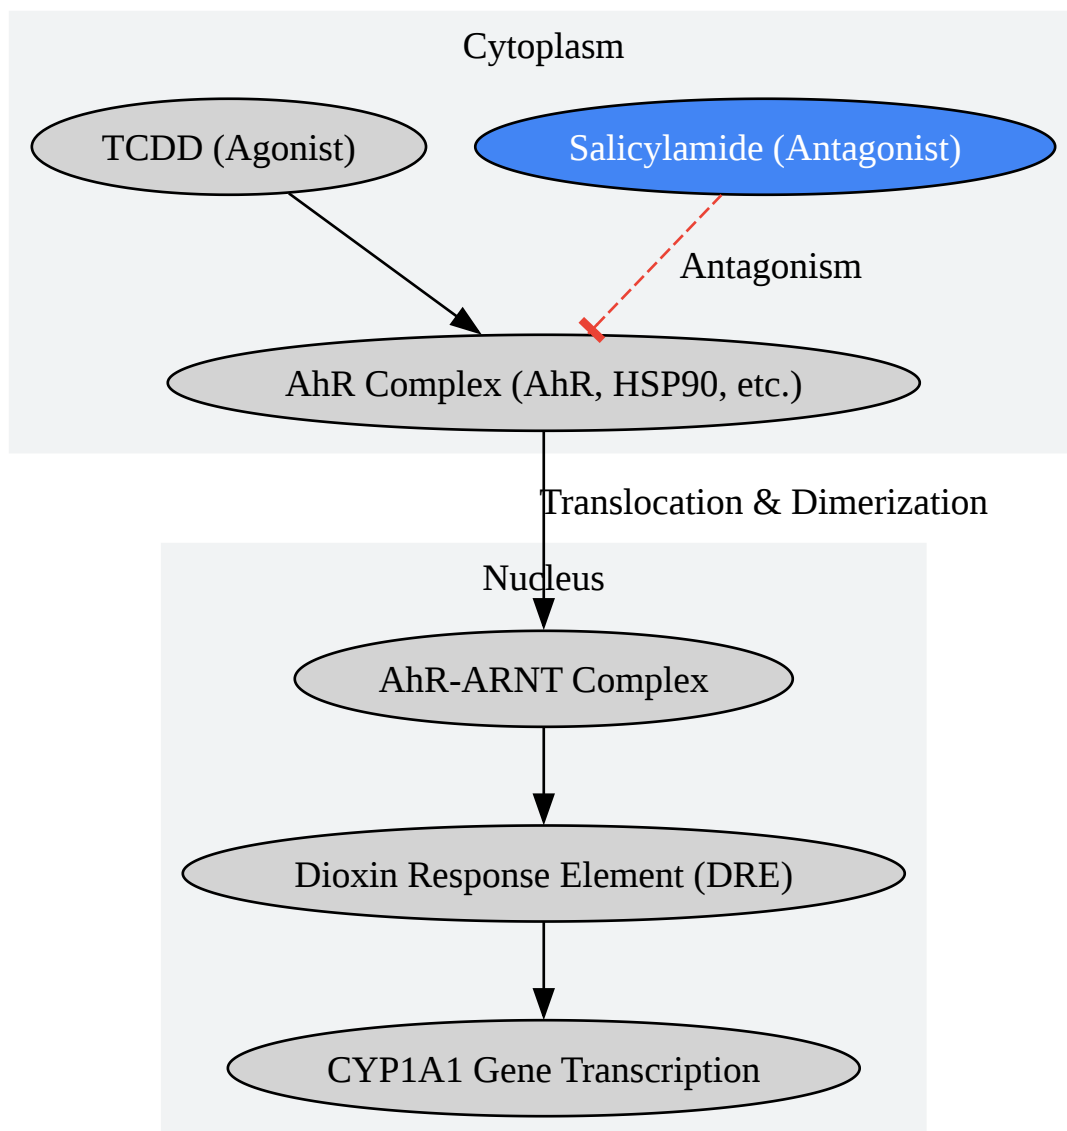 Cytoplasm
TCDD (Agonist)
Salicylamide (Antagonist)
Antagonism
AhR Complex (AhR, HSP90, etc.)
Translocation & Dimerization
Nucleus
AhR-ARNT Complex
Dioxin Response Element (DRE)
CYP1A1 Gene Transcription